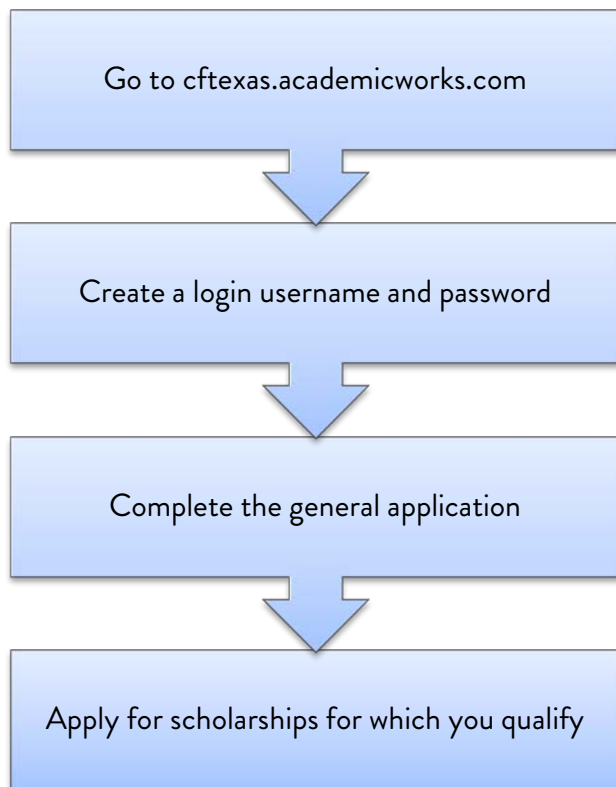 Go to cftexas.academicworks.com
Create a login username and password
Complete the general application
Apply for scholarships for which you qualify